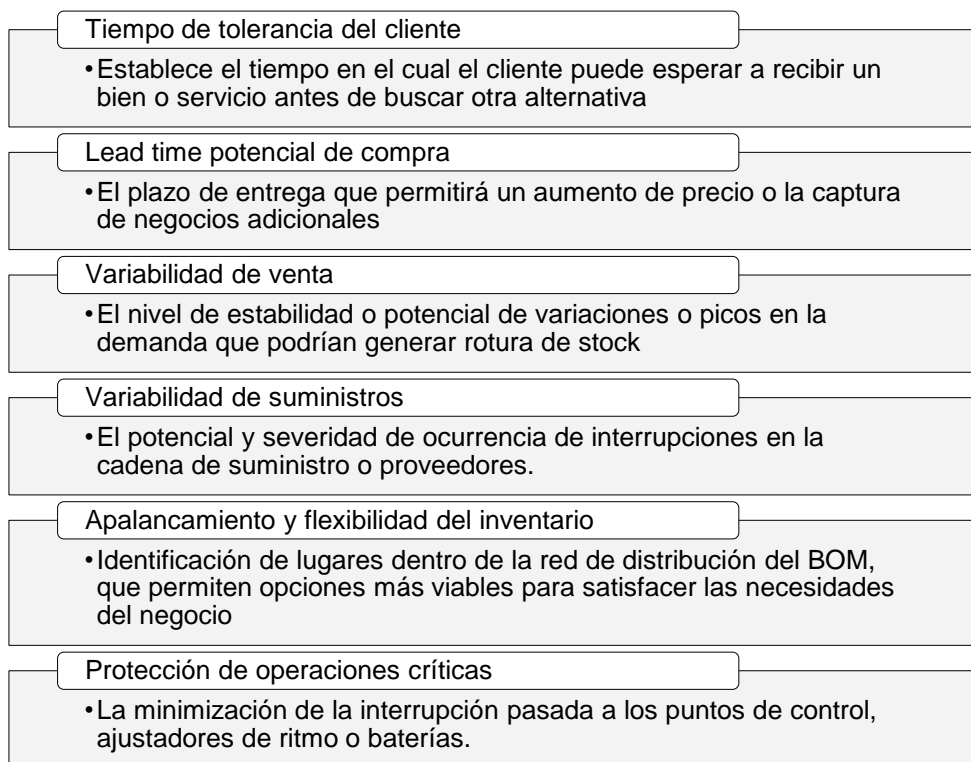 Tiempo de tolerancia del cliente
•Establece el tiempo en el cual el cliente puede esperar a recibir un
bien o servicio antes de buscar otra alternativa
Lead time potencial de compra
•El plazo de entrega que permitirá un aumento de precio o la captura
de negocios adicionales
Variabilidad de venta
•El nivel de estabilidad o potencial de variaciones o picos en la
demanda que podrían generar rotura de stock
Variabilidad de suministros
•El potencial y severidad de ocurrencia de interrupciones en la
cadena de suministro o proveedores.
Apalancamiento y flexibilidad del inventario
•Identificación de lugares dentro de la red de distribución del BOM,
que permiten opciones más viables para satisfacer las necesidades
del negocio
Protección de operaciones críticas
•La minimización de la interrupción pasada a los puntos de control,
ajustadores de ritmo o baterías.